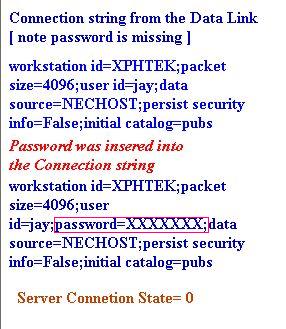 Connection string from the Data Link
[ note password is missing ]
workstation id=XPHTEK;packet
size=4096;user id=jay;data
source=NECHOST;persist security
info=False;initial catalog=pubs
Password was insered into
the Connection string
workstation id=XPHTEK;packet
size=4096;user
id=jay;password=XXXXXXX;data
source=NECHOST;persist security
info=False;initial catalog=pubs
Server Connetion State= 0